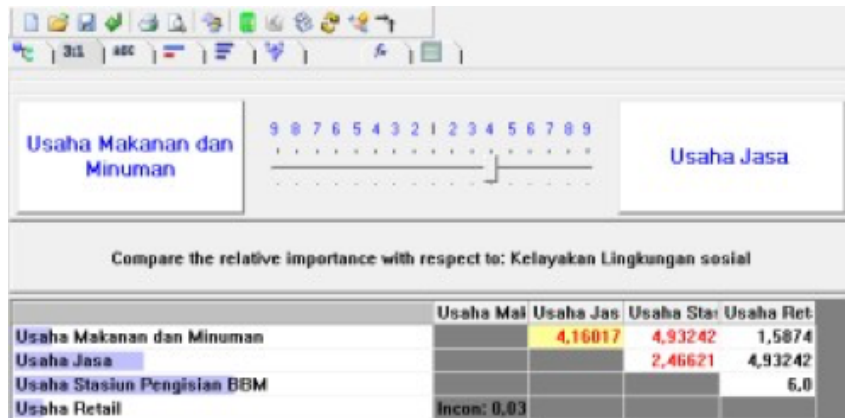 3:1 ABC
Usaha Makanan dan
Minuman
9 8 7 6 5 4 3 2 1 2 3 4 5 6 7 8 9
Usaha Jasa
Compare the relative importance with respect to: Kelayakan Lingkungan sosial
Usaha Mal Usaha Jas Usaha Sta Usaha Ret
Usaha Makanan dan Minuman 4,16017 4,93242 1,5874
Usaha Jasa 2,46621 4,93242
Usaha Stasiun Pengisian BBM 6,0
Usaha Retail Incon: 0,03